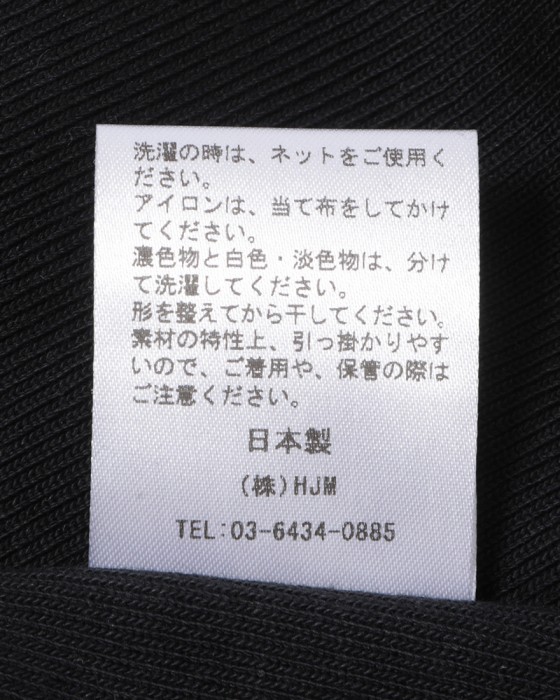 洗濯の時は、ネットをご使用く
ださい。
アイロンは、当て布をしてかけ
てください。
濃色物と白色・淡色物は、分け
て洗濯してください。
形を整えてから干してください。
素材の特性上、引っ掛かりやす
いので、ご着用や、保管の際は
ご注意ください。
日本製
(株)HJM
TEL:03-6434-0885